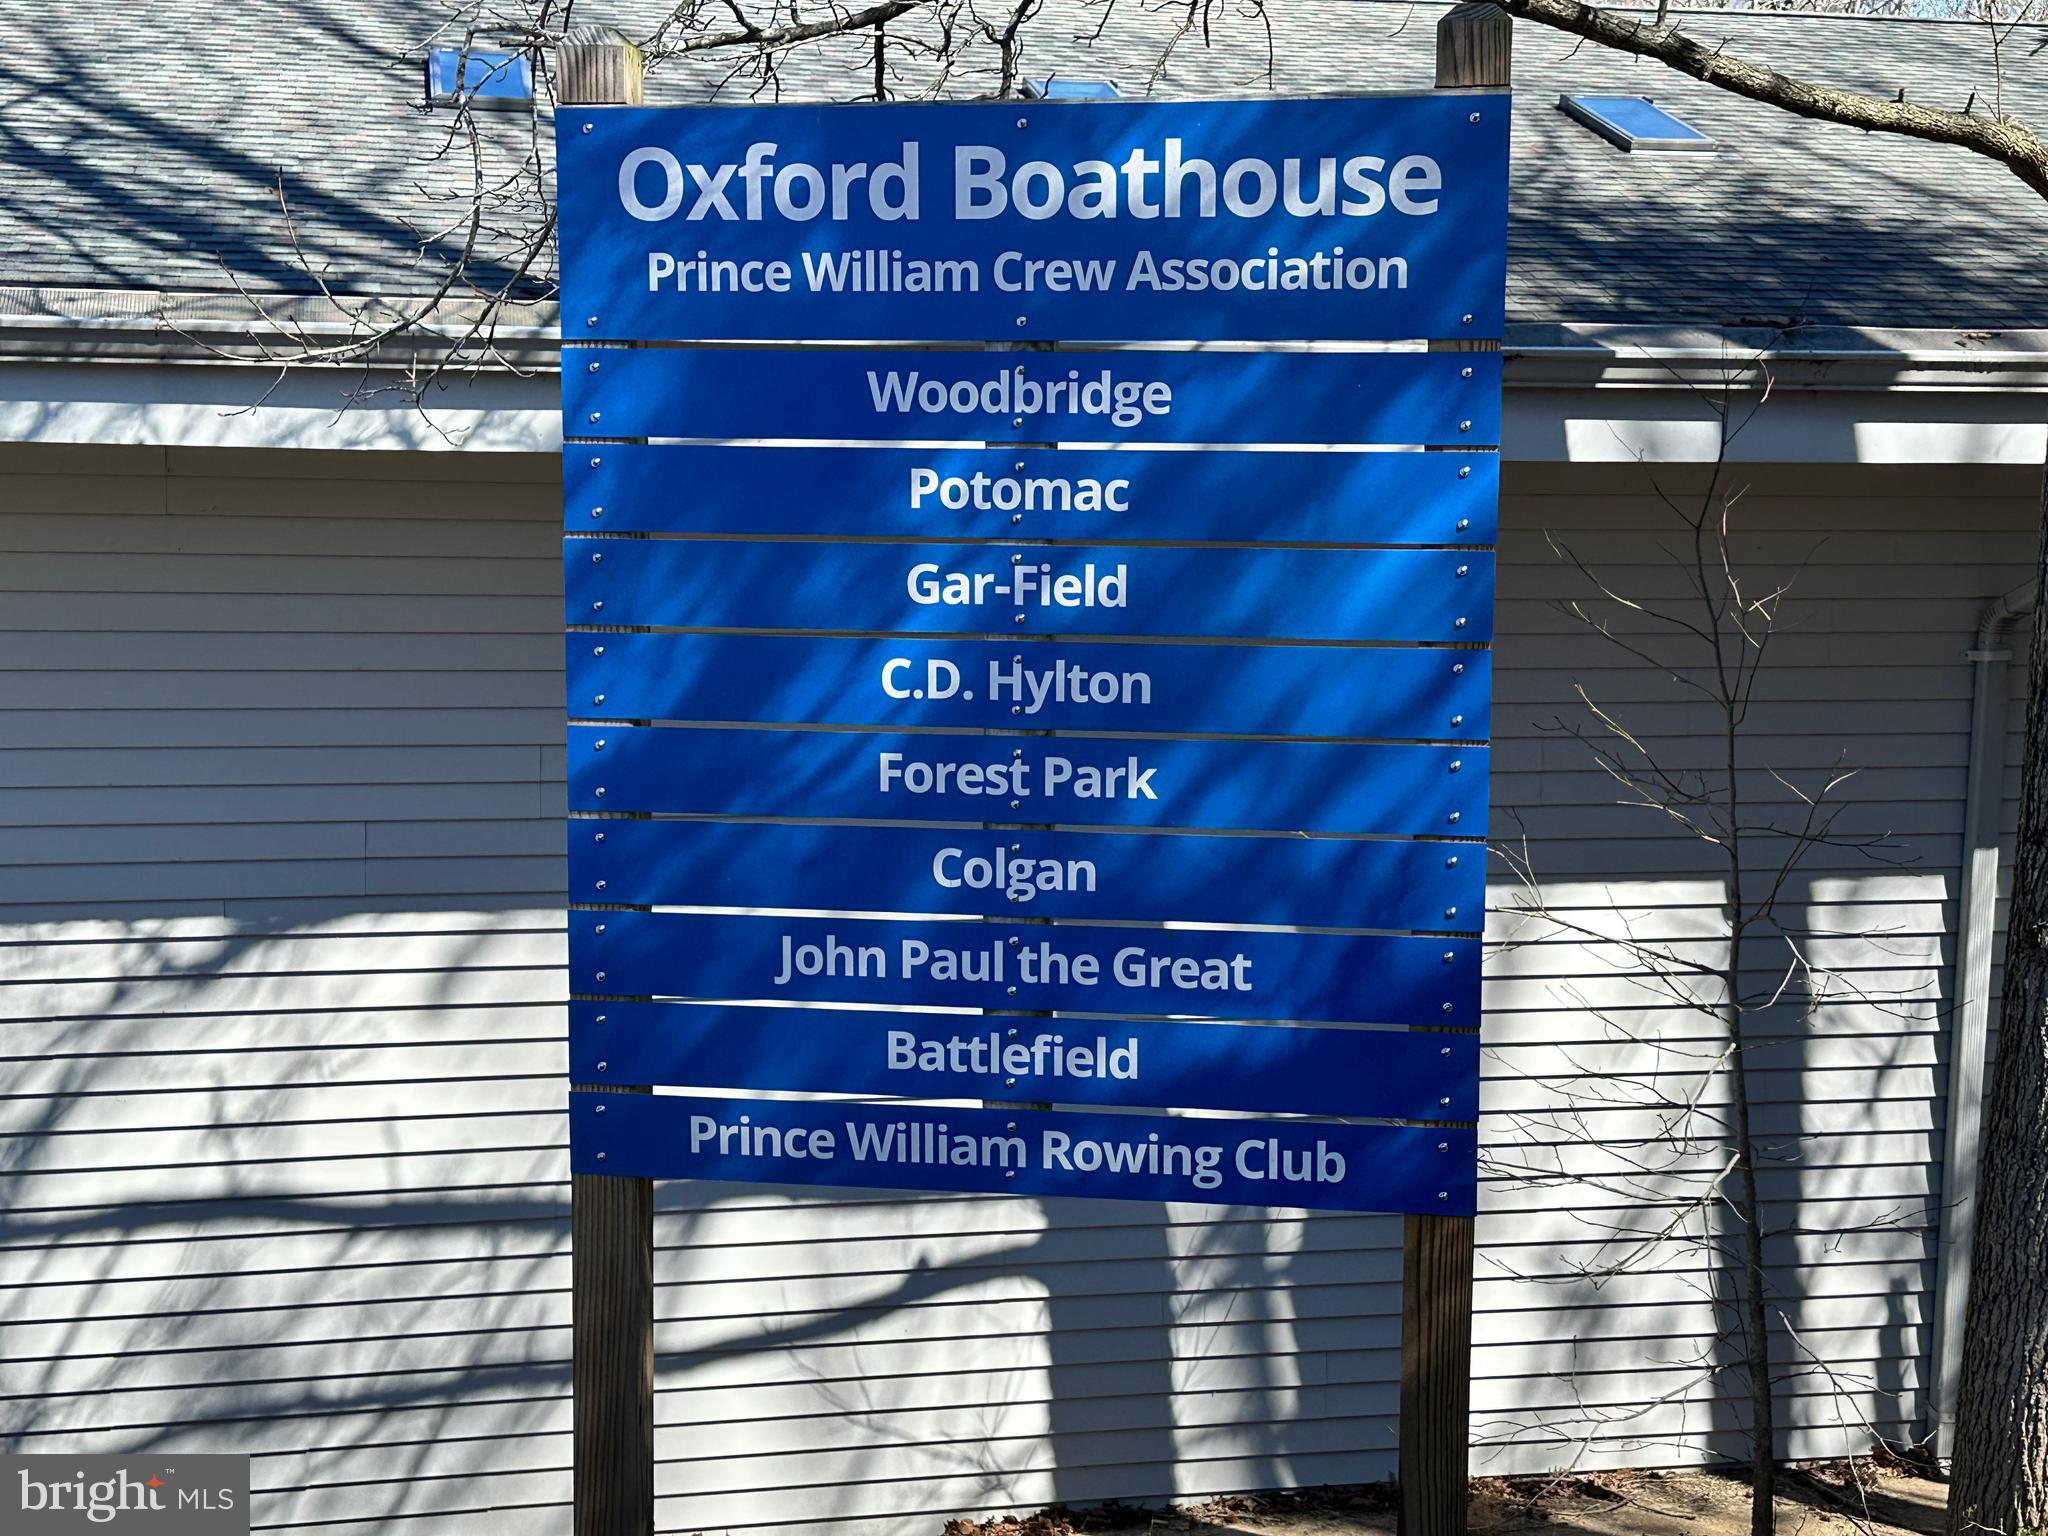 Oxford Boathouse
Prince William Crew Association
Woodbridge
Potomac
Gar-Field
C.D. Hylton
Forest Park
Colgan
John Paul the Great
Battlefield
Prince William Rowing Club
bright™ MLS